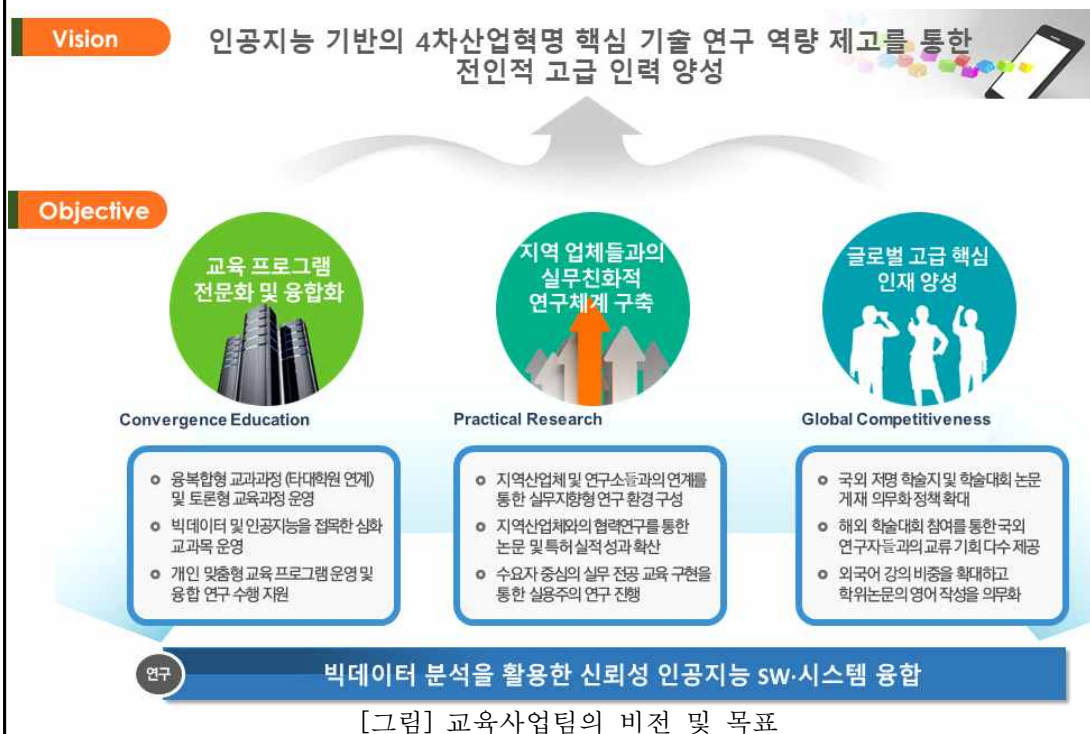 Vision
인공지능 기반의 4차산업혁명 핵심 기술 연구 역량 제고를 통한
전인적 고급 인력 양성
Objective
교육 프로그램
전문화 및 융합화
Convergence Education
융복합형 교과과정 (타대학원 연계)
및 토론형 교육과정 운영
빅데이터 및 인공지능을 접목한 심화
교과목 운영
개인 맞춤형 교육 프로그램 운영 및
융합 연구 수행 지원
지역 업체들과의
실무친화적
연구체계 구축
Practical Research
지역산업체 및 연구소들과의 연계를
통한 실무지향형 연구 환경 구성
지역산업체와의 협력연구를 통한
논문 및 특허 실적 성과 확산
수요자 중심의 실무 전공 교육 구현을
통한 실용주의 연구 진행
글로벌 고급 핵심
인재 양성
Global Competitiveness
국외 저명 학술지 및 학술대회 논문
게재 의무화 정책 확대
해외 학술대회 참여를 통한 국외
연구자들과의 교류 기회 다수 제공
외국어 강의 비중을 확대하고
학위논문의 영어 작성을 의무화
연구
빅데이터 분석을 활용한 신뢰성 인공지능 SW·시스템 융합
[그림] 교육사업팀의 비전 및 목표